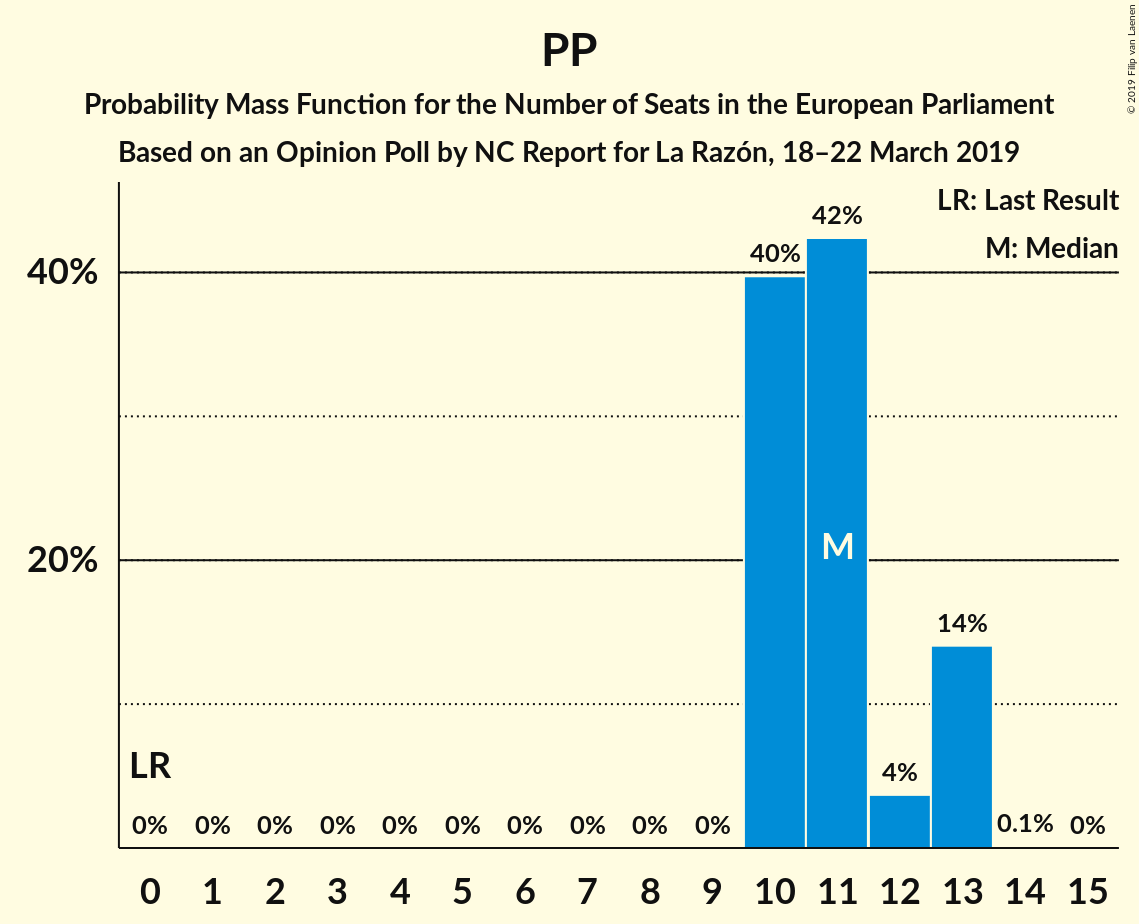 PP
Probability Mass Function for the Number of Seats in the European Parliament
Based on an Opinion Poll by NC Report for La Razón, 18–22 March 2019
© 2019 Filip van Laenen
LR: Last Result
M: Median
42%
40%
40%
M
20%
14%
LR
4%
0% 0% 0% 0% 0% 0% 0% 0% 0% 0% 0.1% 0%
0 1 2 3 4 5 6 7 8 9 10 11 12 13 14 15